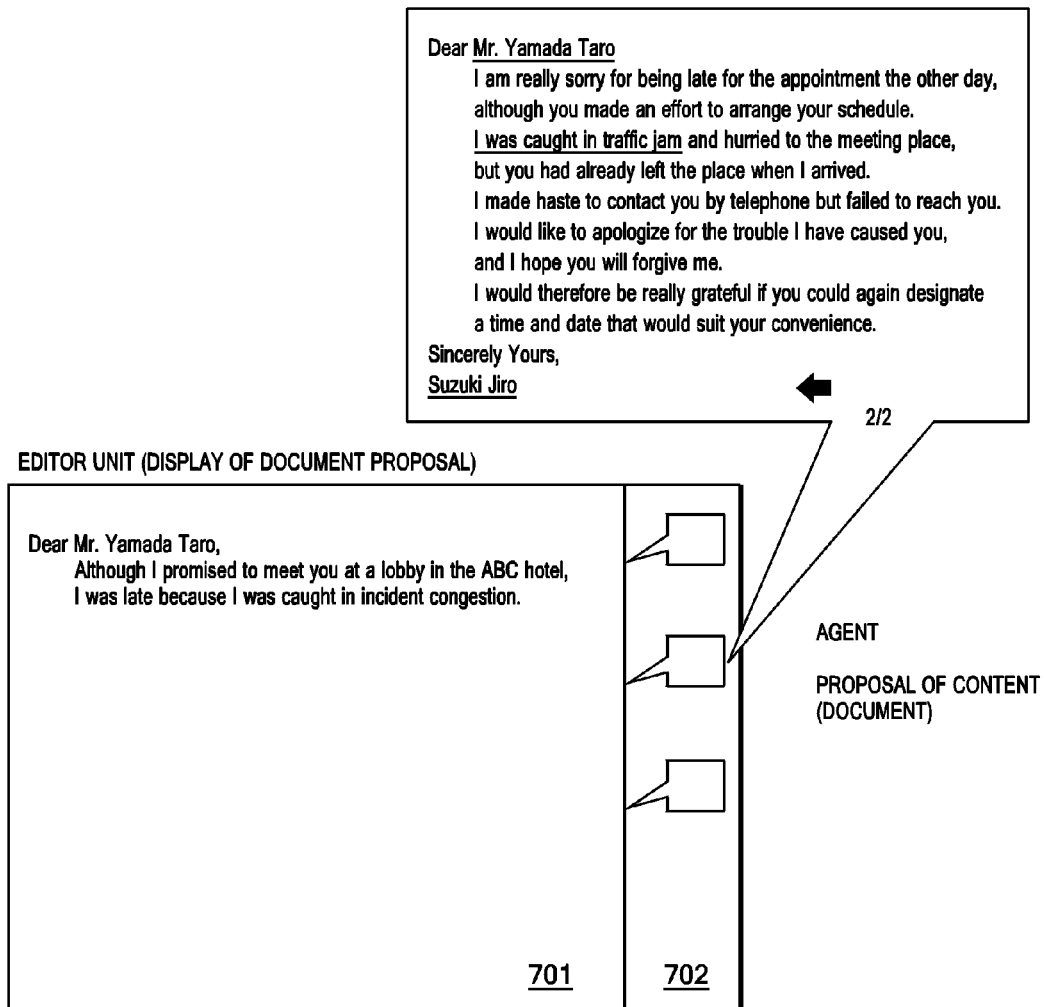 Dear Mr. Yamada Taro
I am really sorry for being late for the appointment the other day,
although you made an effort to arrange your schedule.
I was caught in traffic jam and hurried to the meeting place,
but you had already left the place when I arrived.
I made haste to contact you by telephone but failed to reach you.
I would like to apologize for the trouble I have caused you,
and I hope you will forgive me.
I would therefore be really grateful if you could again designate
a time and date that would suit your convenience.
Sincerely Yours,
Suzuki Jiro
2/2
EDITOR UNIT (DISPLAY OF DOCUMENT PROPOSAL)
Dear Mr. Yamada Taro,
Although I promised to meet you at a lobby in the ABC hotel,
I was late because I was caught in incident congestion.
AGENT
PROPOSAL OF CONTENT
(DOCUMENT)
701
702